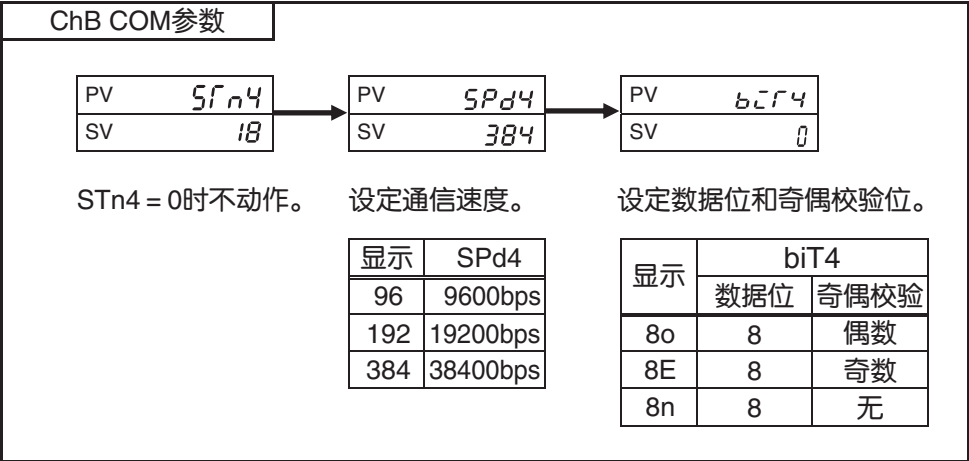 ChB COM参数
PV STn4
SV 18
PV SPd4
SV 384
PV biT4
SV 0
STn4 = 0时不动作。
设定通信速度。
设定数据位和奇偶校验位。
显示 SPd4
96 9600bps
192 19200bps
384 38400bps
显示 biT4
数据位 奇偶校验
8o 8 偶数
8E 8 奇数
8n 8 无